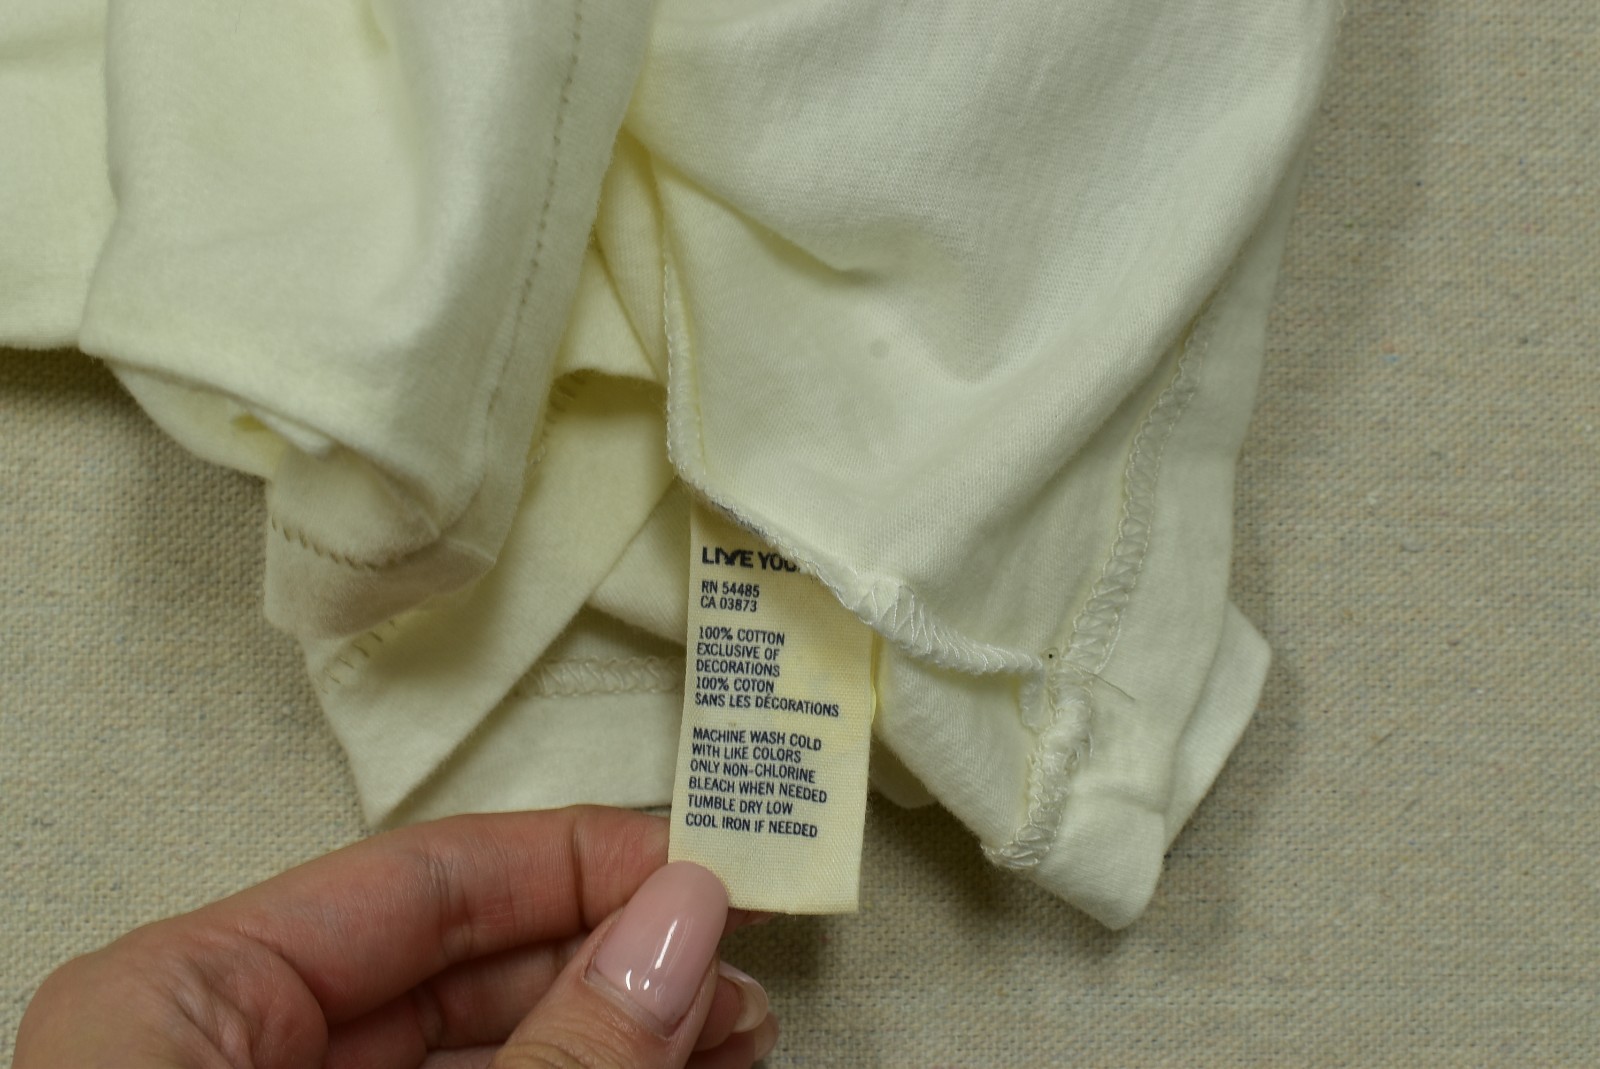 LIVE
RN 54485
CA 03873
100% COTTON
EXCLUSIVE OF
DECORATIONS
100% COTON
SANS LES DÉCORATIONS
MACHINE WASH COLD
WITH LIKE COLORS
ONLY NON-CHLORINE
BLEACH WHEN NEEDED
TUMBLE DRY LOW
COOL IRON IF NEEDED